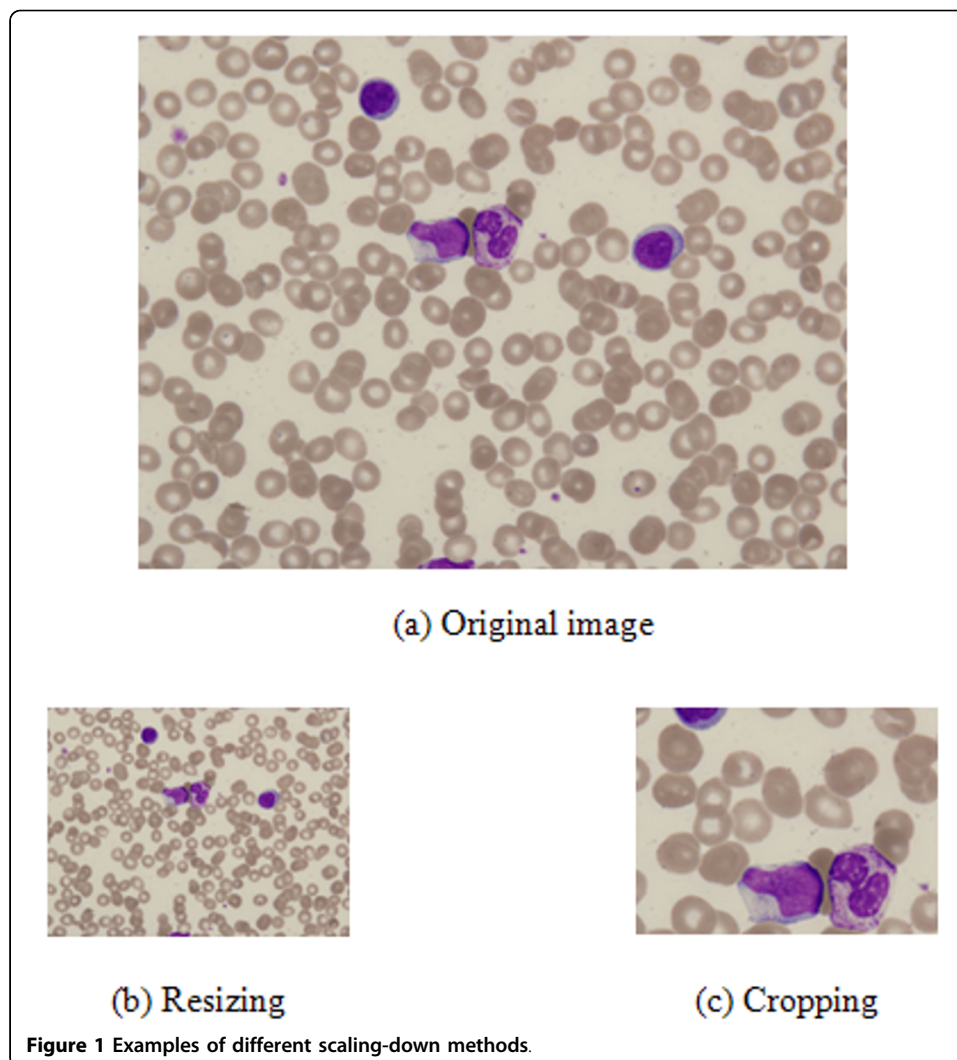 (a) Original image
(b) Resizing
(c) Cropping
Figure 1 Examples of different scaling-down methods.